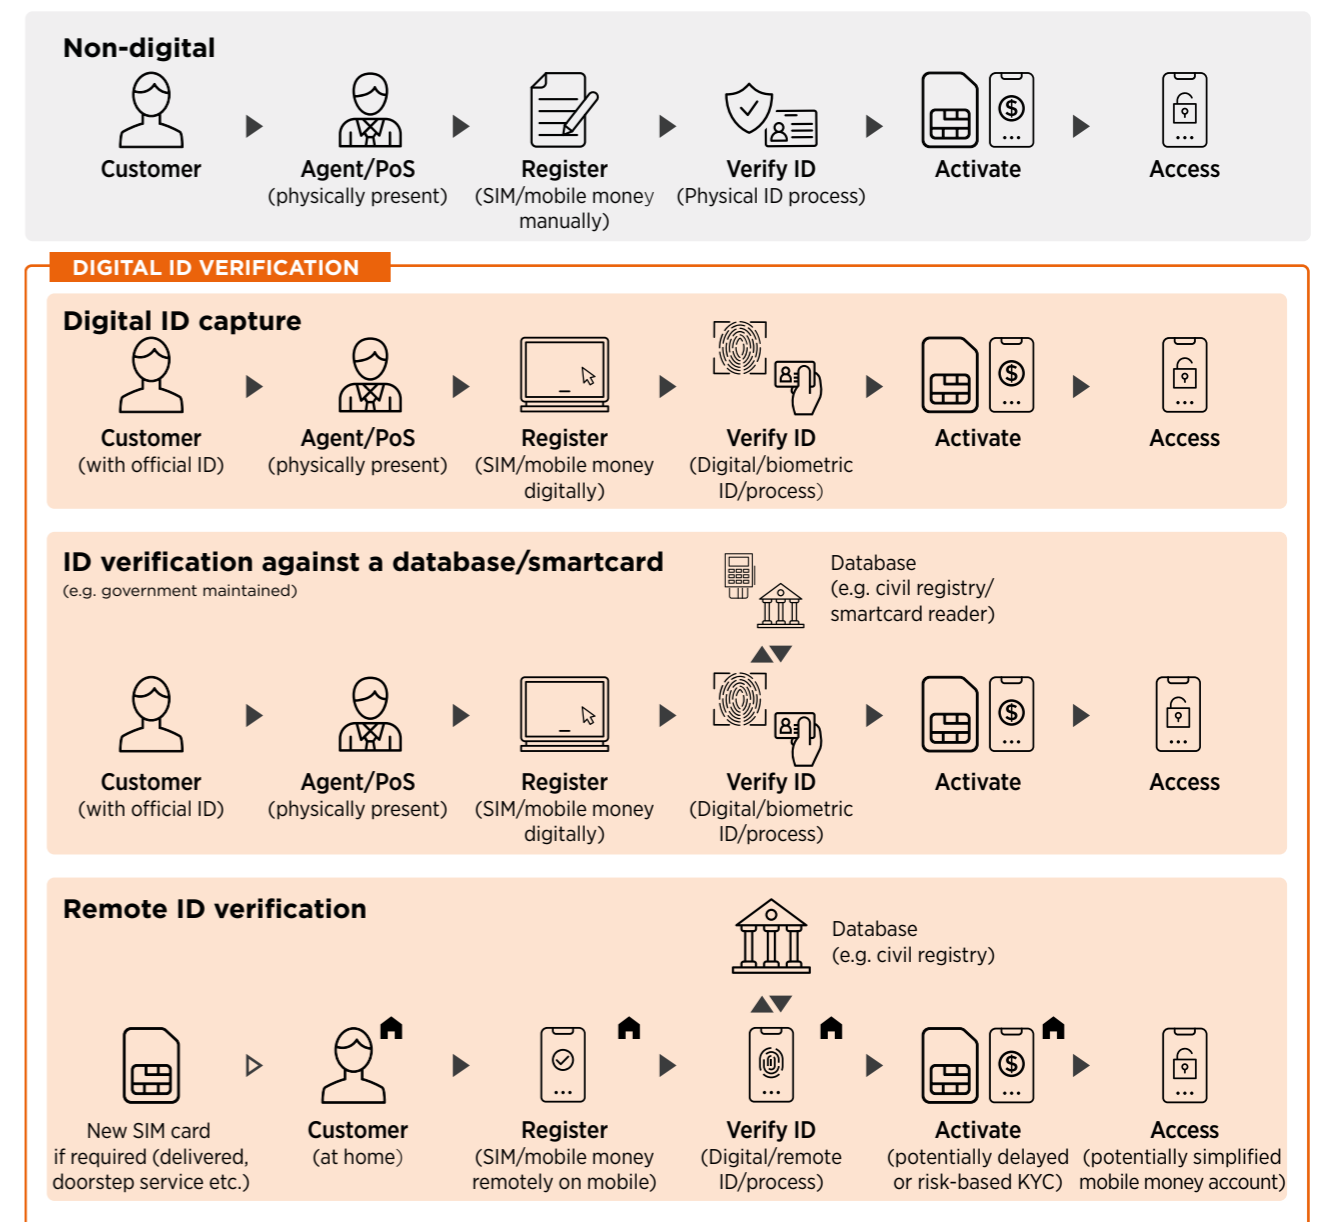 Non-digital
Customer
Agent/PoS
(physically present)
Register
(SIM/mobile money
manually)
Verify ID
(Physical ID process)
Activate
Access
DIGITAL ID VERIFICATION
Digital ID capture
Customer
(with official ID)
Agent/PoS
(physically present)
Register
(SIM/mobile money
digitally)
Verify ID
(Digital/biometric
ID/process)
Activate
Access
ID verification against a database/smartcard
(e.g. government maintained)
Database
(e.g. civil registry/
smartcard reader)
Customer
(with official ID)
Agent/PoS
(physically present)
Register
(SIM/mobile money
digitally)
Verify ID
(Digital/biometric
ID/process)
Activate
Access
Remote ID verification
Database
(e.g. civil registry)
New SIM card
if required (delivered,
doorstep service etc.)
Customer
(at home)
Register
(SIM/mobile money
remotely on mobile)
Verify ID
(Digital/remote
ID/process)
Activate
(potentially delayed
or risk-based KYC)
Access
(potentially simplified
mobile money account)